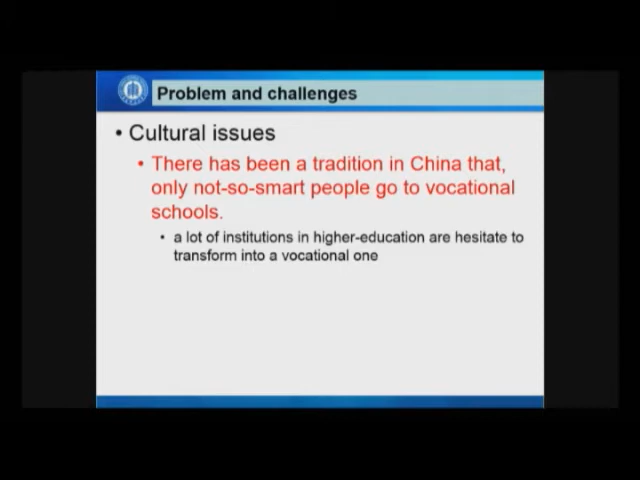 Problem and challenges
• Cultural issues
• There has been a tradition in China that,
only not-so-smart people go to vocational
schools.
• a lot of institutions in higher-education are hesitate to
transform into a vocational one